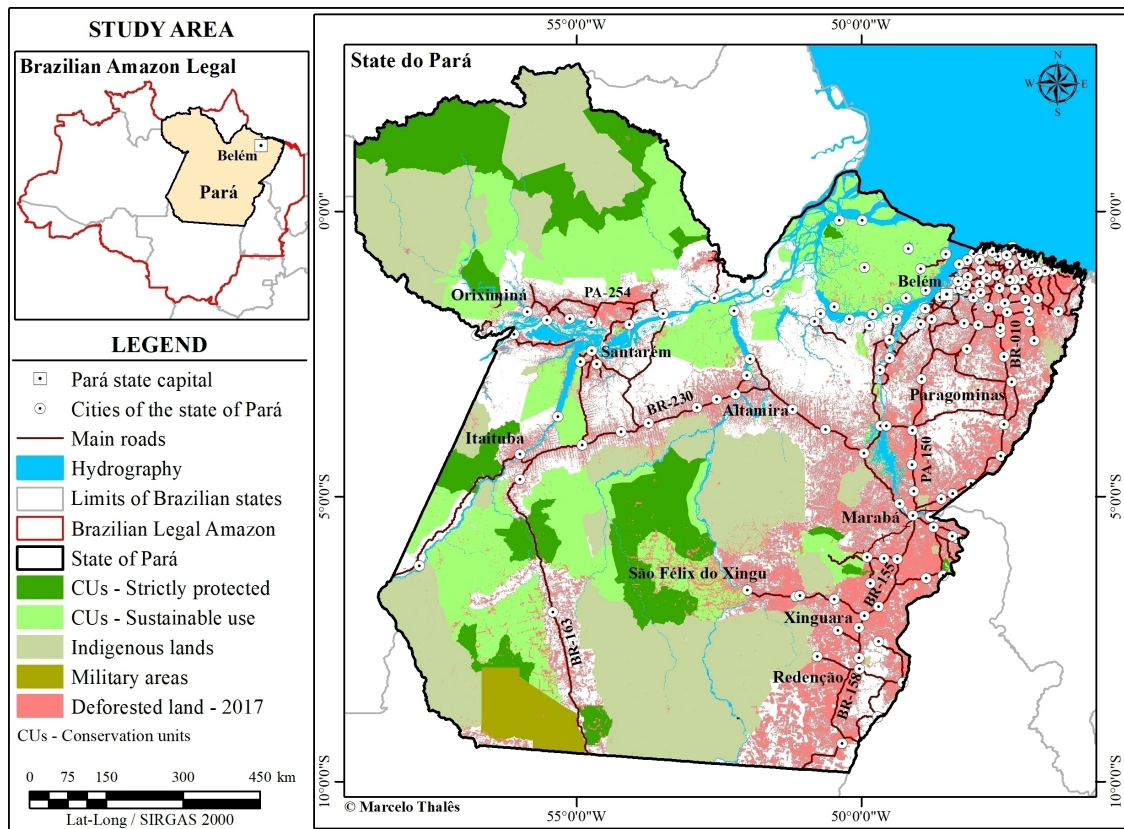 STUDY AREA
Brazilian Amazon Legal
Belém
Pará
LEGEND
Pará state capital
Cities of the state of Pará
Main roads
Hydrography
Limits of Brazilian states
Brazilian Legal Amazon
State of Pará
CUs - Strictly protected
CUs - Sustainable use
Indigenous lands
Military areas
Deforested land - 2017
CUs - Conservation units
0 75 150 300 450 km
Lat-Long / SIRGAS 2000
55°0'0"W 50°0'0"W
State do Pará
N
W E
S
0°0'0" 0°0'0"
Belém
Oriximiná
PA-254
Santarém
BR-010
BR-230
Altamira
Paragominas
Itaituba
PA-150
5°0'0"S 5°0'0"S
Marabá
São Félix do Xingu
BR-155
Xinguara
BR-163
Redenção
BR-158
10°0'0"S 10°0'0"S
© Marcelo Thalês
55°0'0"W 50°0'0"W